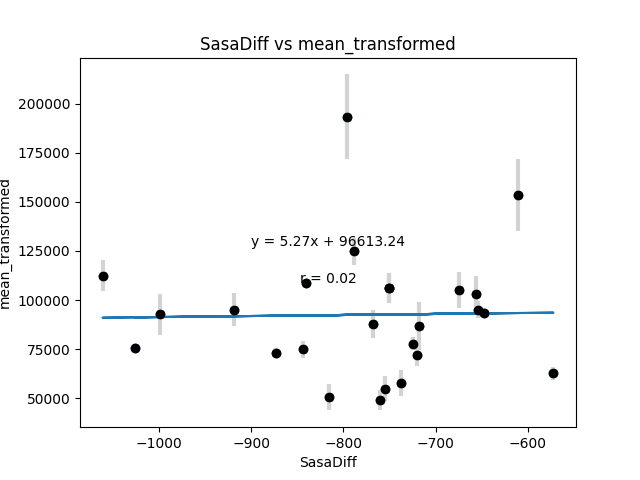 SasaDiff vs mean_transformed
200000
175000
150000
125000
100000
75000
50000
mean_transformed
y = 5.27x + 96613.24
r = 0.02
−1000
−900
−800
−700
−600
SasaDiff